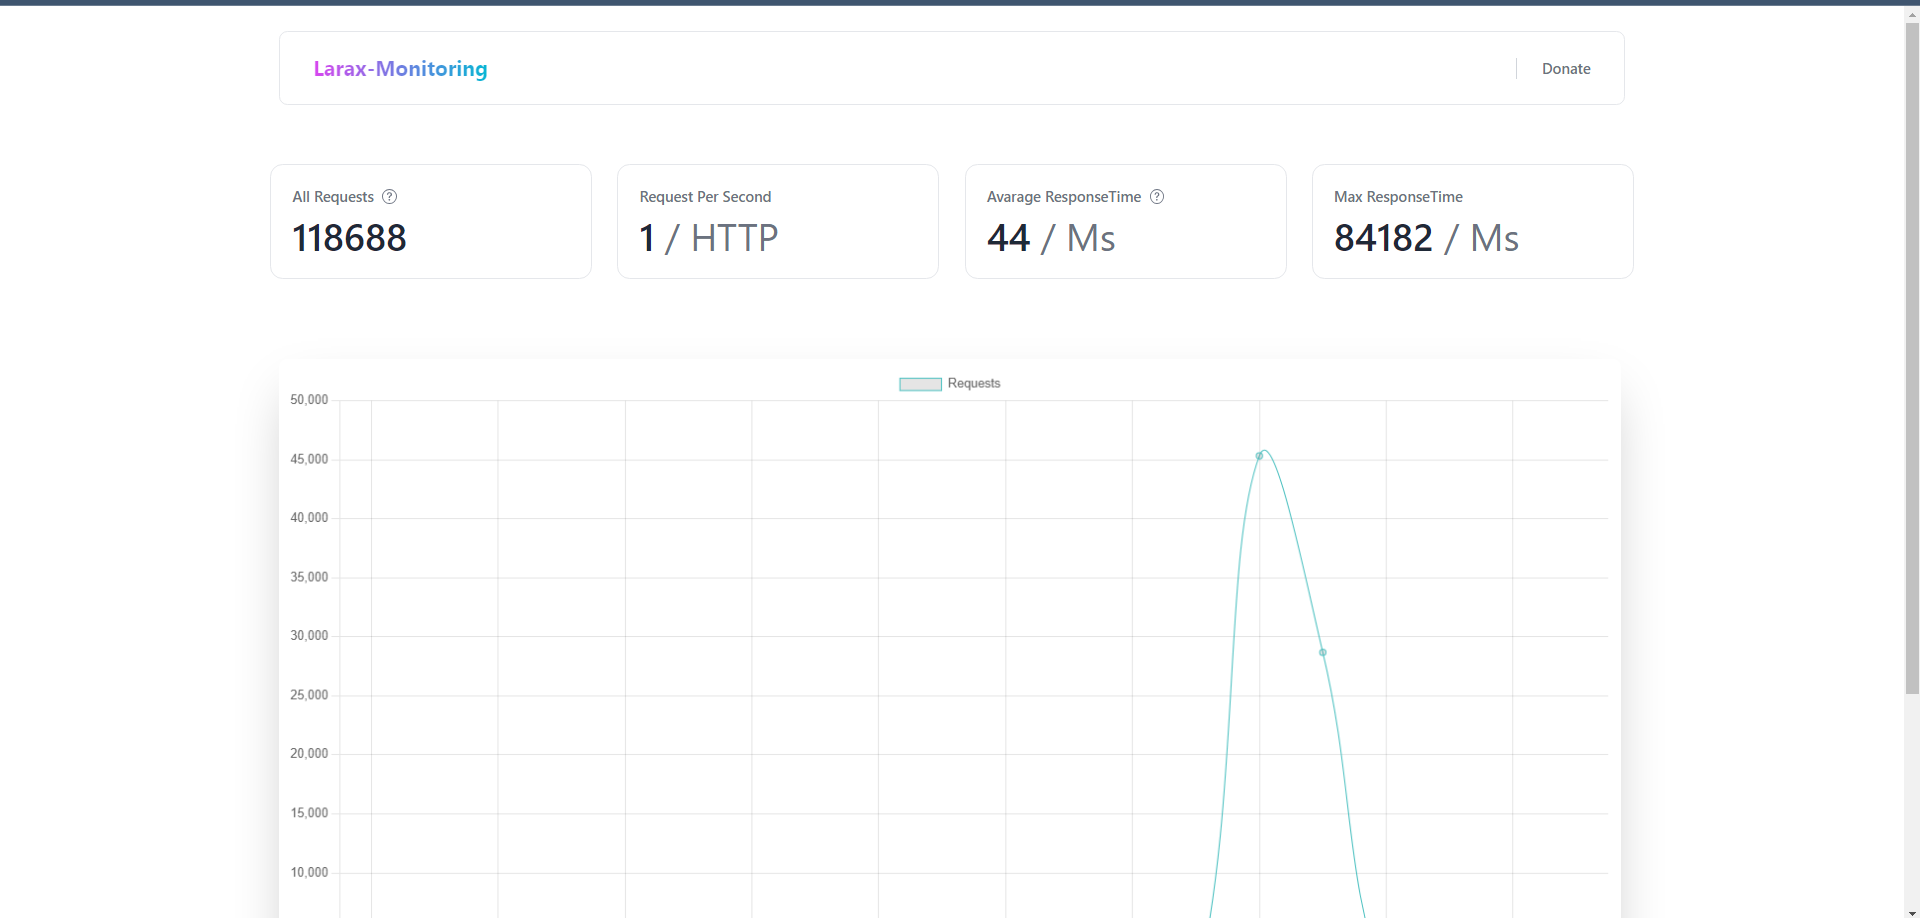 Larax-Monitoring
Donate
All Requests ?
118688
Request Per Second
1 / HTTP
Avarage ResponseTime ?
44 / Ms
Max ResponseTime
84182 / Ms
Requests
50,000
45,000
40,000
35,000
30,000
25,000
20,000
15,000
10,000